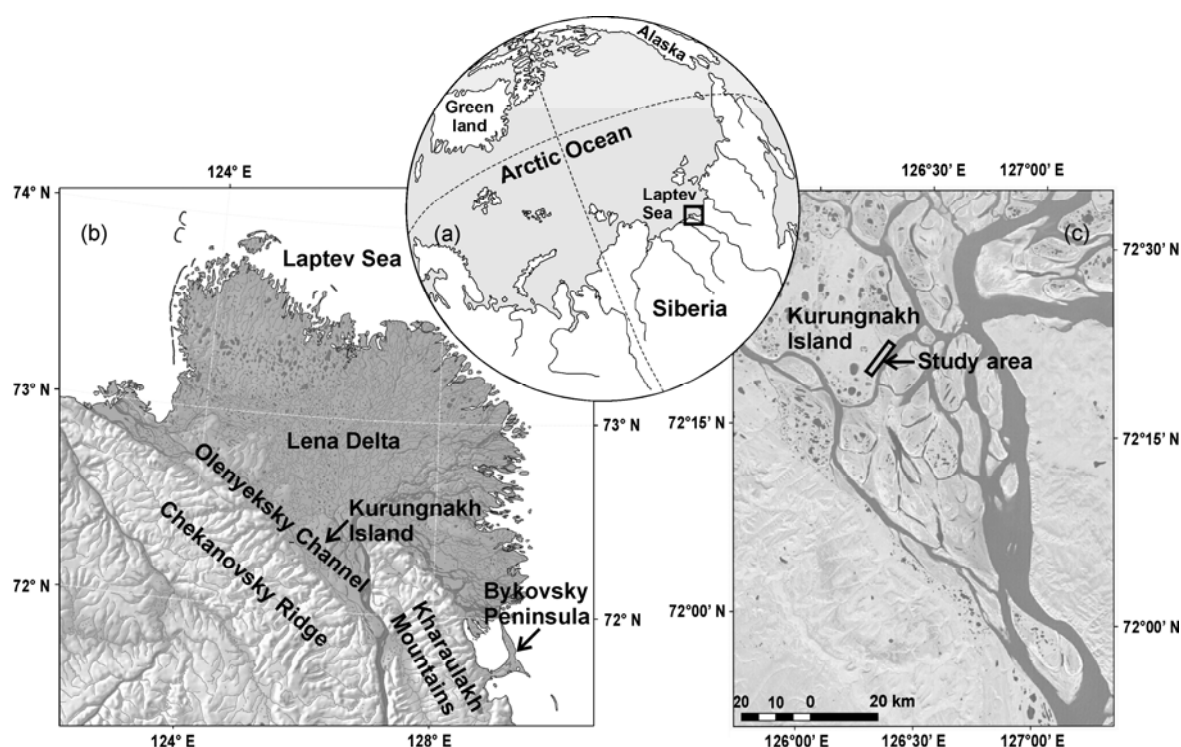 Alaska
Green
land
Arctic Ocean
Laptev
Sea
(a)
Siberia
124° E
74° N
(b)
Laptev Sea
73° N
73° N
Lena Delta
Olenyeksky Channel
Kurungnakh
Island
Chekanovsky Ridge
72° N
Bykovsky
Peninsula
72° N
Kharaulakh
Mountains
124° E
128° E
126°30' E
127°00' E
(c)
72°30' N
Kurungnakh
Island
Study area
72°15' N
72°15' N
72°00' N
72°00' N
20
10
0
20 km
126°00' E
126°30' E
127°00' E